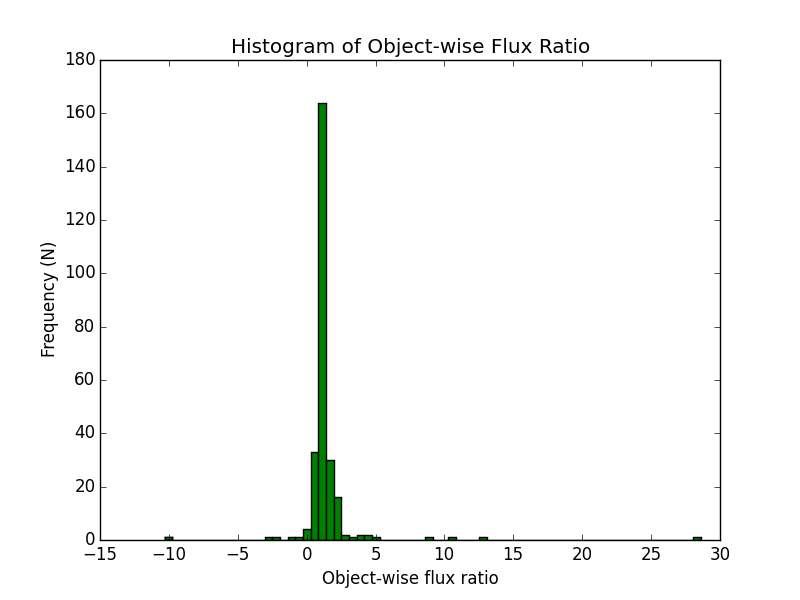 Histogram of Object-wise Flux Ratio
180
160
140
120
100
80
60
40
20
0
Frequency (N)
−15 −10 −5 0 5 10 15 20 25 30
Object-wise flux ratio